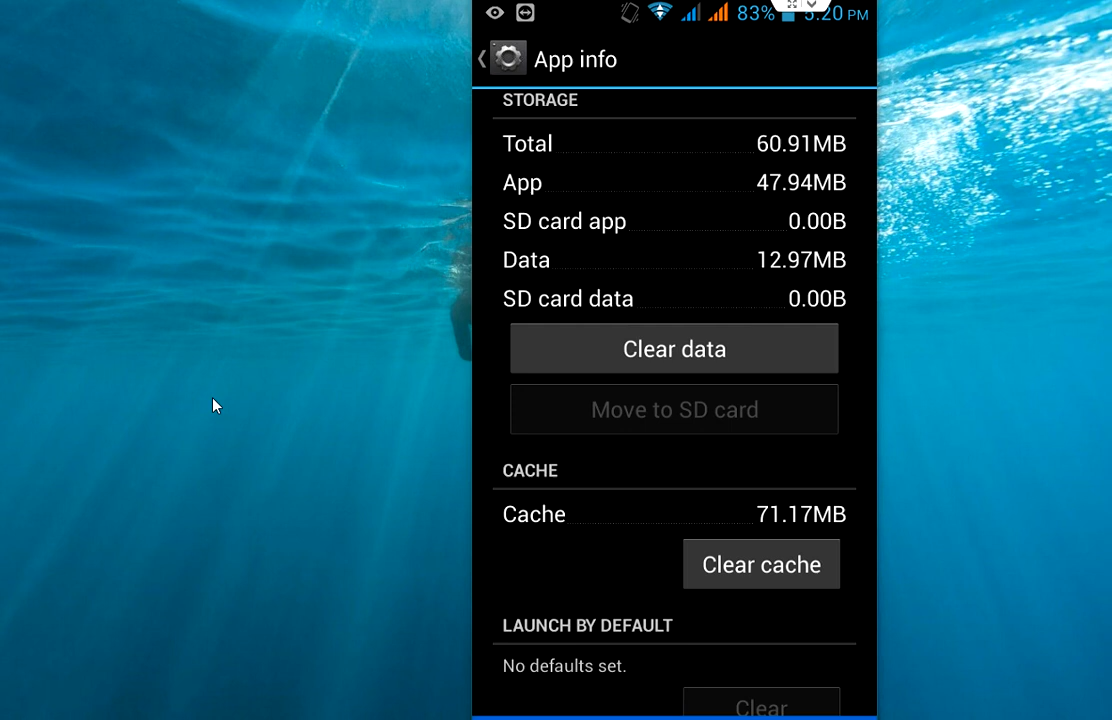 83% 5:20 PM
App info
STORAGE
Total 60.91MB
App 47.94MB
SD card app 0.00B
Data 12.97MB
SD card data 0.00B
Clear data
Move to SD card
CACHE
Cache 71.17MB
Clear cache
LAUNCH BY DEFAULT
No defaults set.
Clear